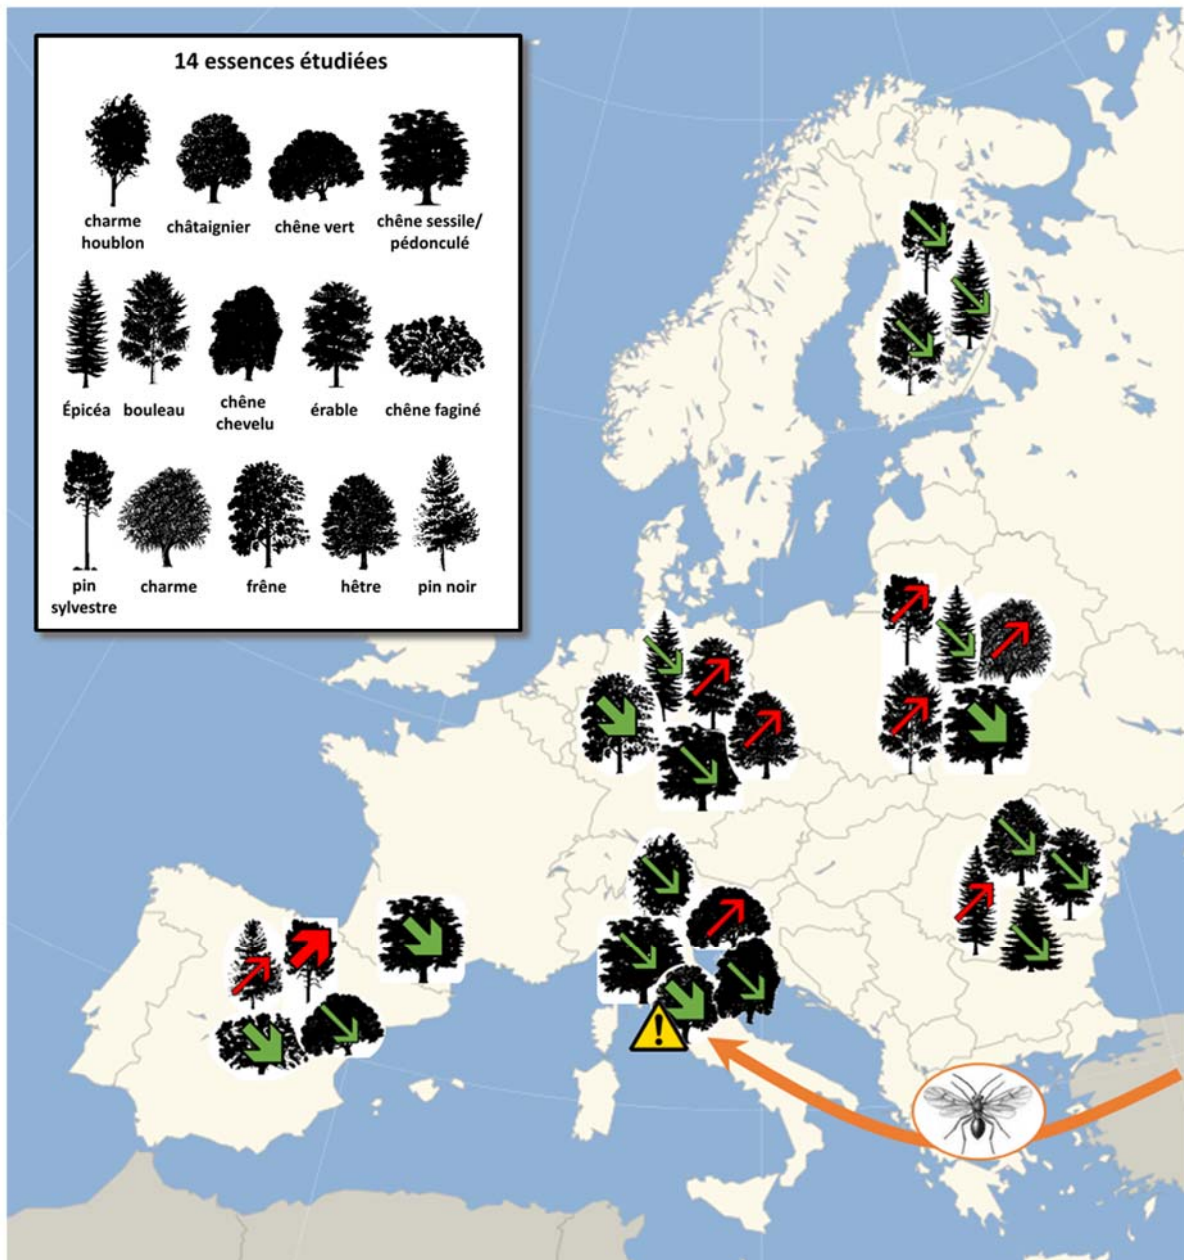 14 essences étudiées
charme
houblon
châtaignier
chêne vert
chêne sessile/
pédonculé
Épicéa
bouleau
chêne
chevelu
érable
chêne faginé
pin
sylvestre
charme
frêne
hêtre
pin noir
!